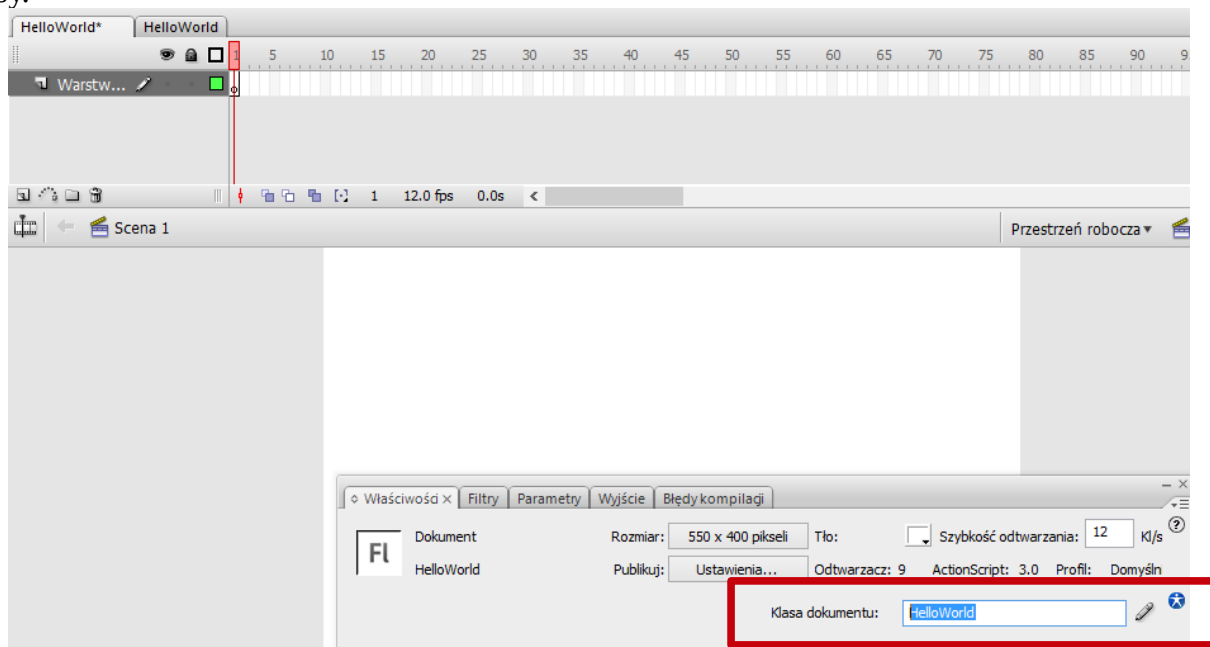 HelloWorld* HelloWorld
1 5 10 15 20 25 30 35 40 45 50 55 60 65 70 75 80 85 90 9
Warstw...
1 12.0 fps 0.0s
Scena 1 Przestrzeń robocza
Właściwości × Filtry Parametry Wyjście Błędy kompilacji
Dokument Rozmiar: 550 x 400 pikseli Tło: Szybkość odtwarzania: 12 Kl/s
Fl
HelloWorld Publikuj: Ustawienia... Odtwarzacz: 9 ActionScript: 3.0 Profil: Domyśln
Klasa dokumentu: HelloWorld